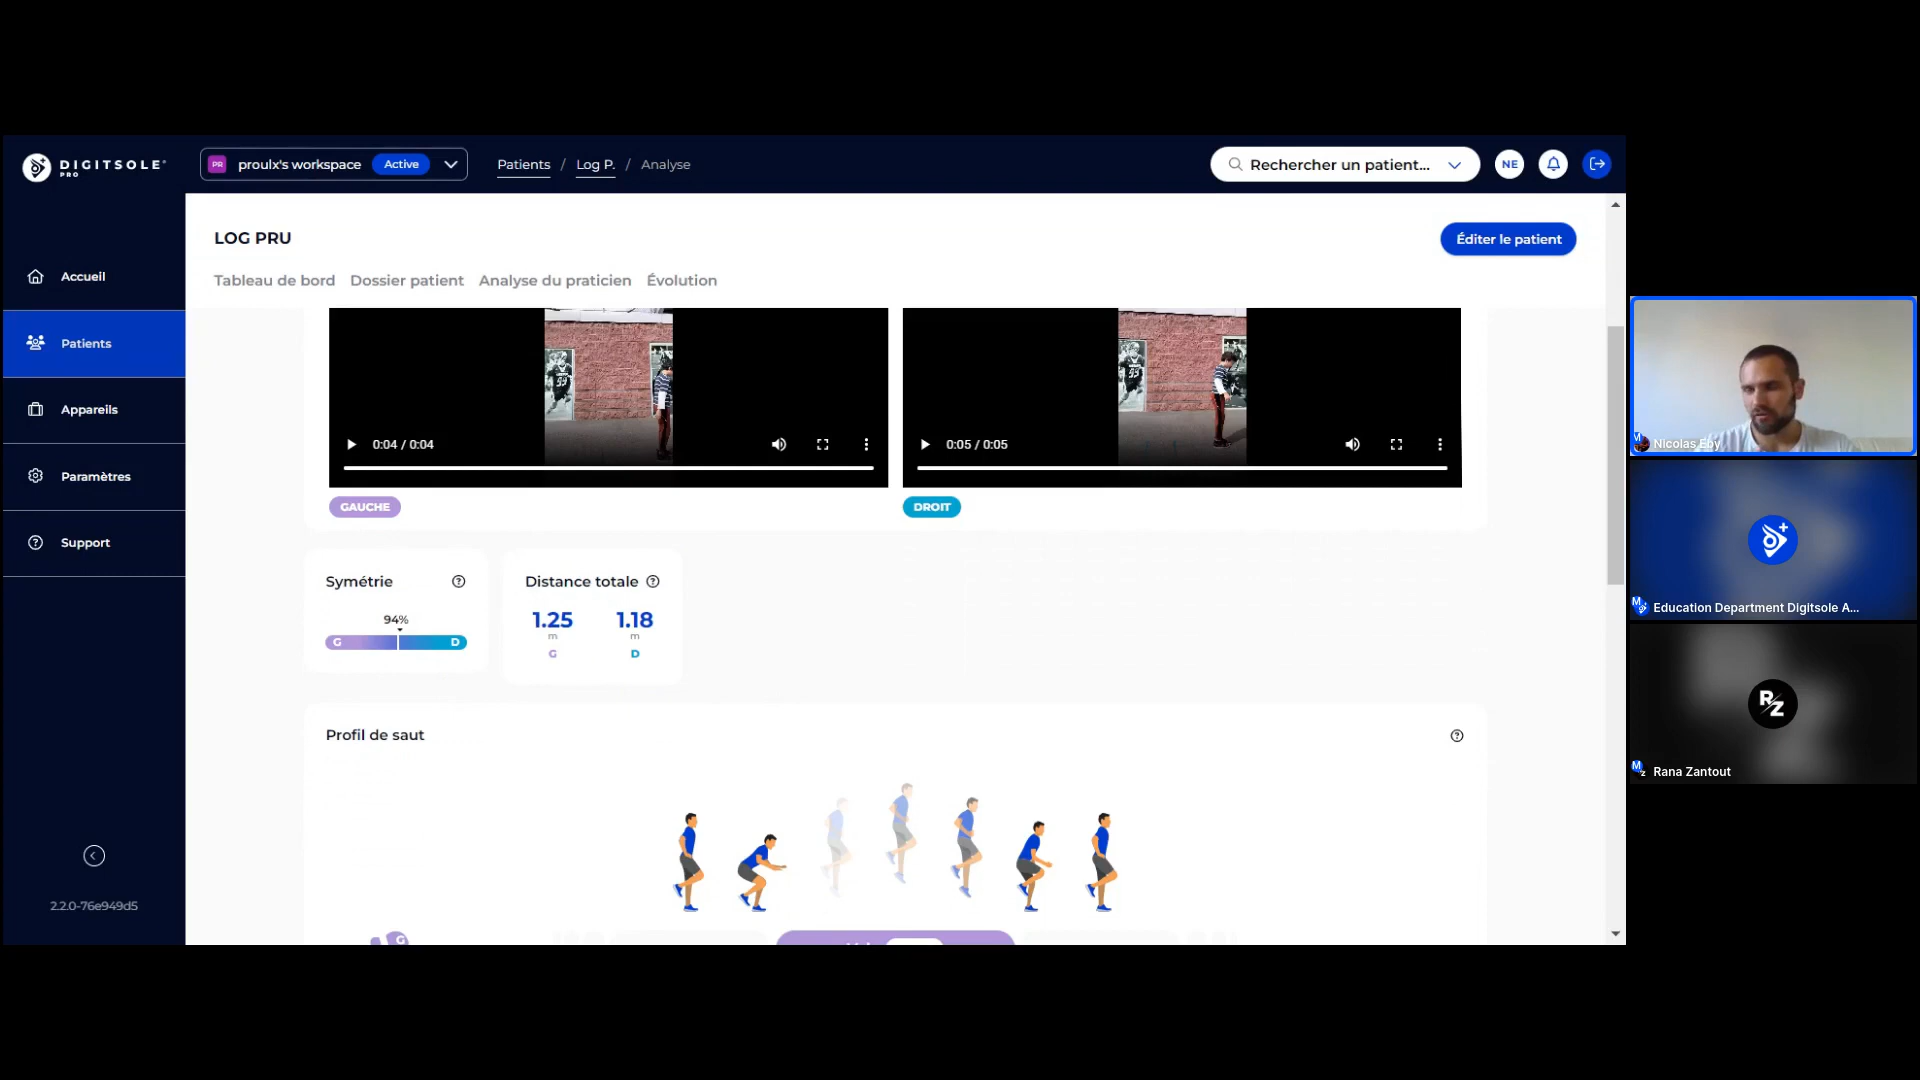 DIGITSOLE
PRO
PR proulx's workspace Active
Patients / Log P. / Analyse
Rechercher un patient...
NE
LOG PRU
Éditer le patient
Tableau de bord Dossier patient Analyse du praticien Évolution
Accueil
Patients
Appareils
Paramètres
Support
2.2.0-76e949d5
93
93
0:04 / 0:04
0:05 / 0:05
GAUCHE
DROIT
Symétrie
94%
G D
Distance totale
1.25 1.18
m m
G D
Profil de saut
G
Nicolas Eby
Education Department Digitsole A...
RZ
Rana Zantout